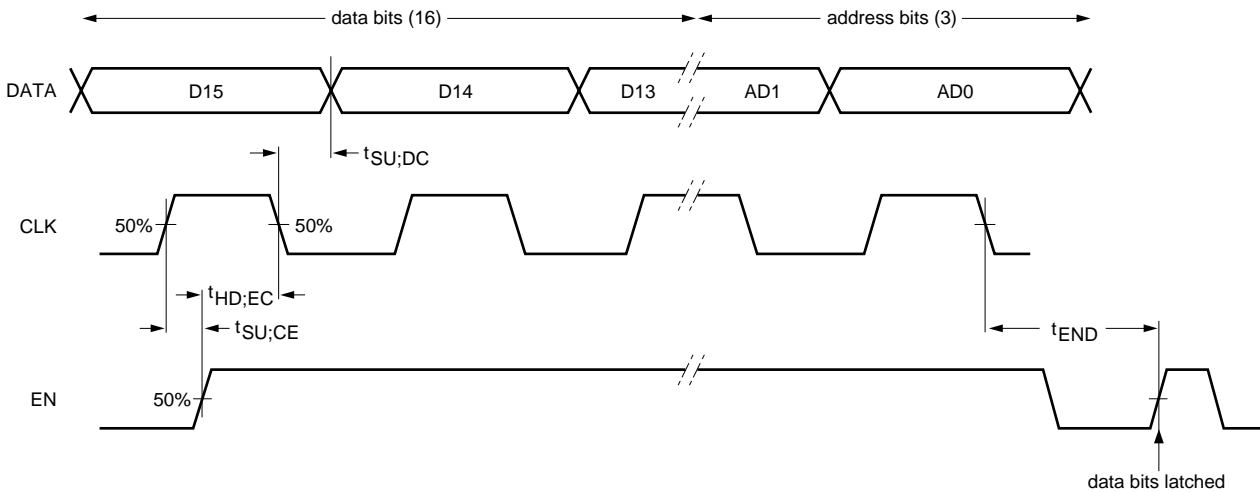 data bits (16)
address bits (3)
DATA
D15
D14
D13
AD1
AD0
tSU;DC
CLK
50%
50%
tHD;EC
tSU;CE
tEND
EN
50%
data bits latched